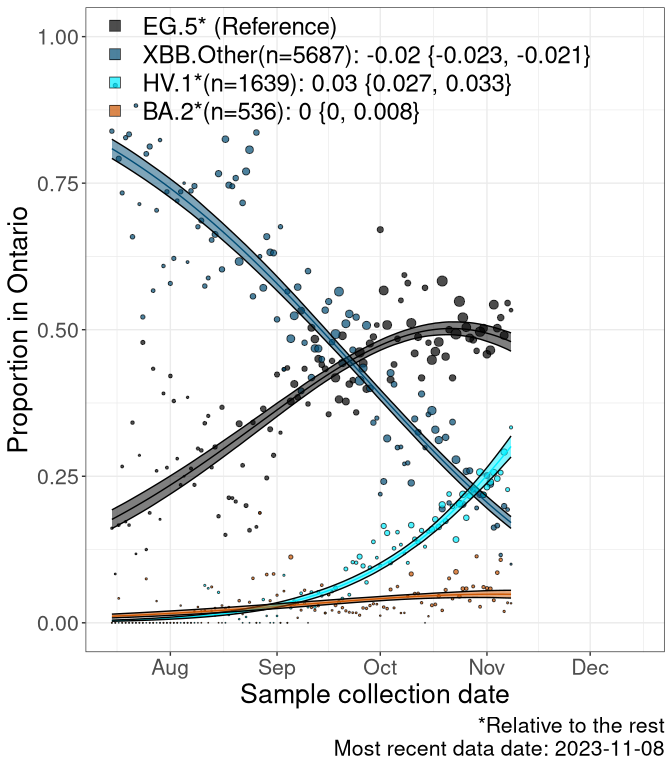 EG.5* (Reference)
XBB.Other(n=5687): -0.02 {-0.023, -0.021}
HV.1*(n=1639): 0.03 {0.027, 0.033}
BA.2*(n=536): 0 {0, 0.008}
Proportion in Ontario
1.00
0.75
0.50
0.25
0.00
Aug Sep Oct Nov Dec
Sample collection date
*Relative to the rest
Most recent data date: 2023-11-08